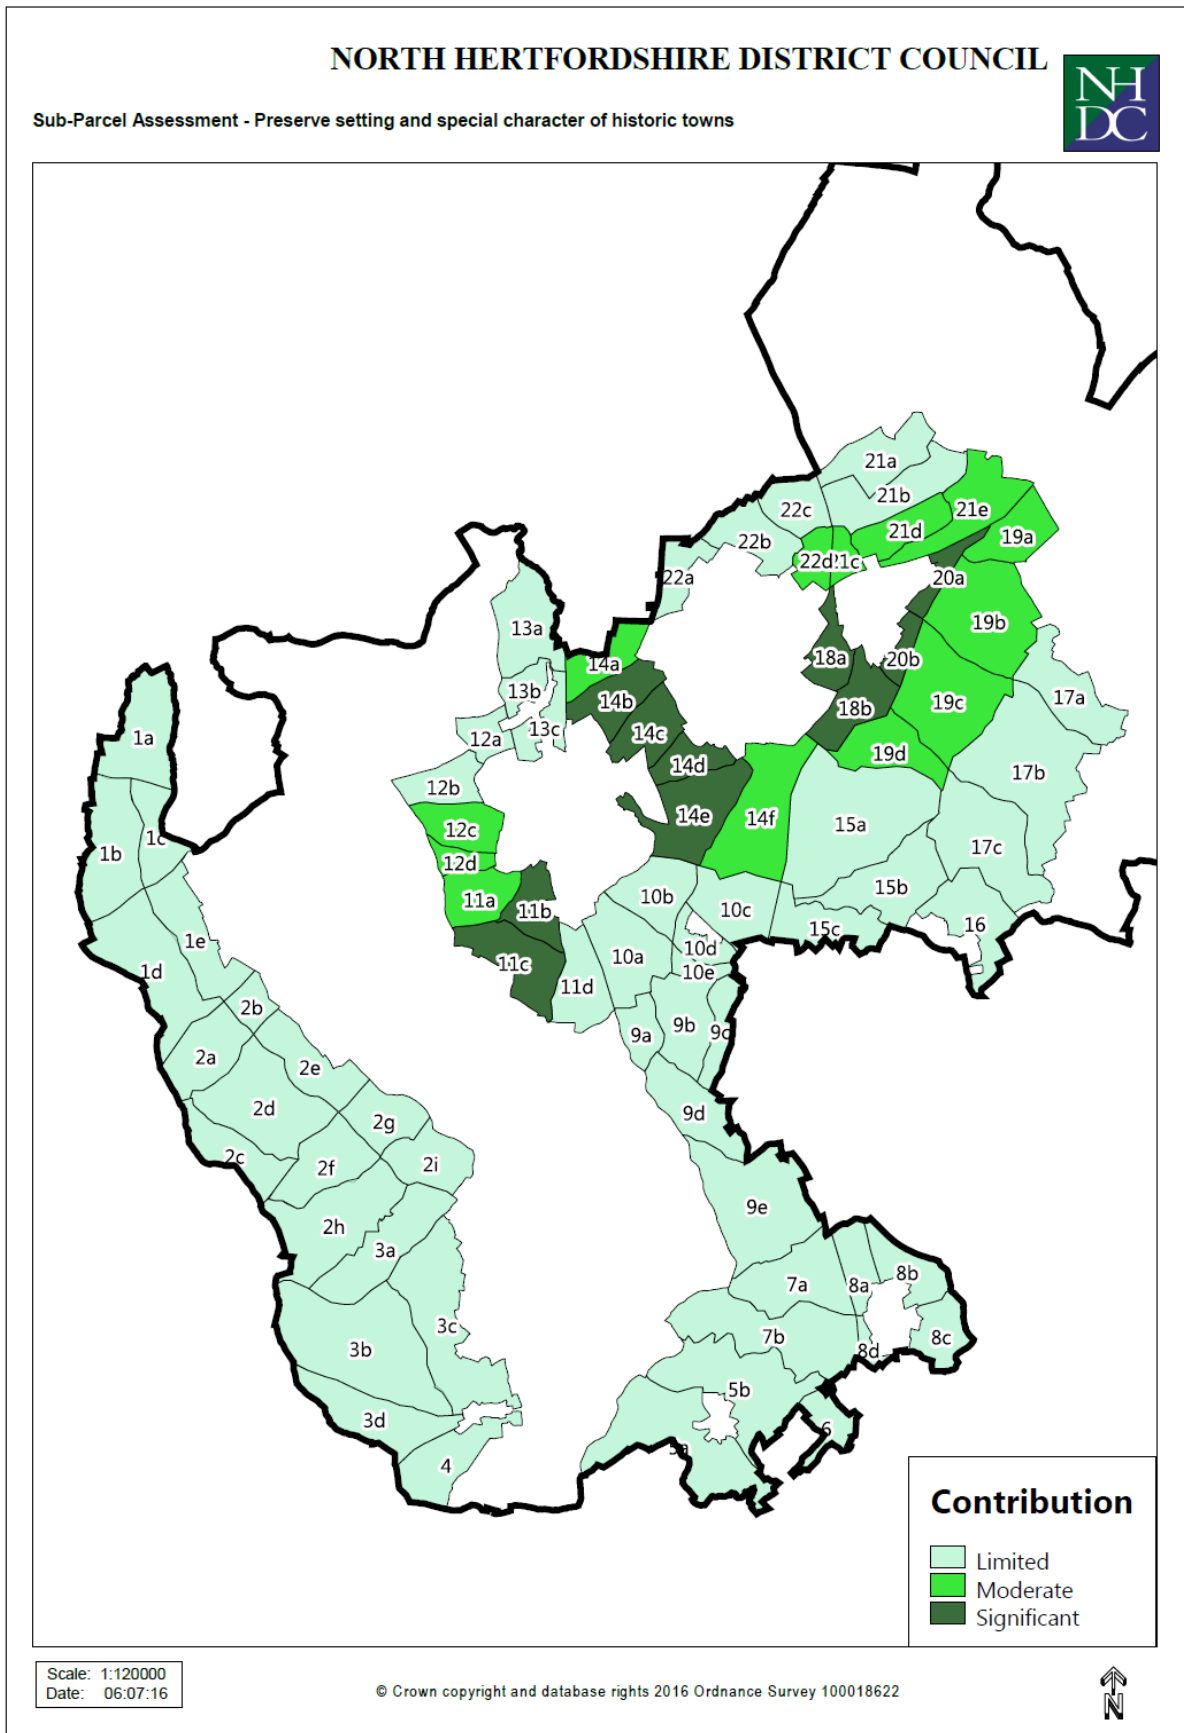 NORTH HERTFORDSHIRE DISTRICT COUNCIL
NH
DC
Sub-Parcel Assessment - Preserve setting and special character of historic towns
21a
21b
22c
21e
21d
19a
22b
22d
21c
22a
20a
19b
13a
18a
20b
14a
13b
14b
17a
19c
18b
13c
14c
12a
1a
19d
14d
17b
12b
14e
14f
15a
12c
1c
17c
1b
12d
15b
11a
10b
11b
10c
16
15c
1e
10d
10a
11c
1d
10e
11d
2b
9b
9c
9a
2a
2e
2d
9d
2g
2c
2f
2i
9e
2h
3a
8b
7a
8a
3c
7b
8c
3b
8d
5b
3d
6
5a
4
Contribution
Limited
Moderate
Significant
Scale: 1:120000
Date: 06:07:16
© Crown copyright and database rights 2016 Ordnance Survey 100018622
N